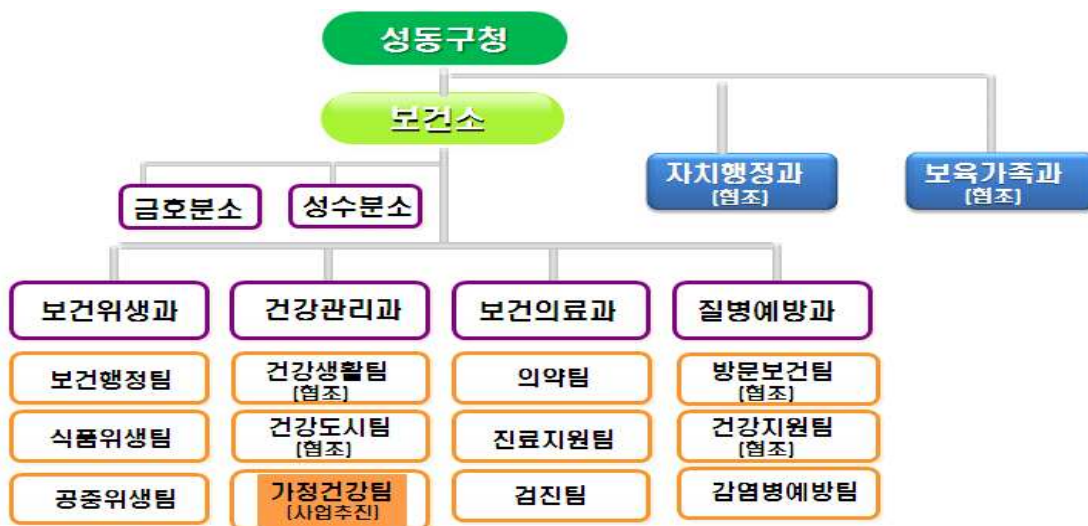 성동구청
보건소
자치행정과
(협조)
보육가족과
(협조)
금호분소
성수분소
보건위생과
건강관리과
보건의료과
질병예방과
보건행정팀
건강생활팀
(협조)
의약팀
방문보건팀
(협조)
식품위생팀
건강도시팀
(협조)
진료지원팀
건강지원팀
(협조)
공중위생팀
가정건강팀
(사업추진)
검진팀
감염병예방팀